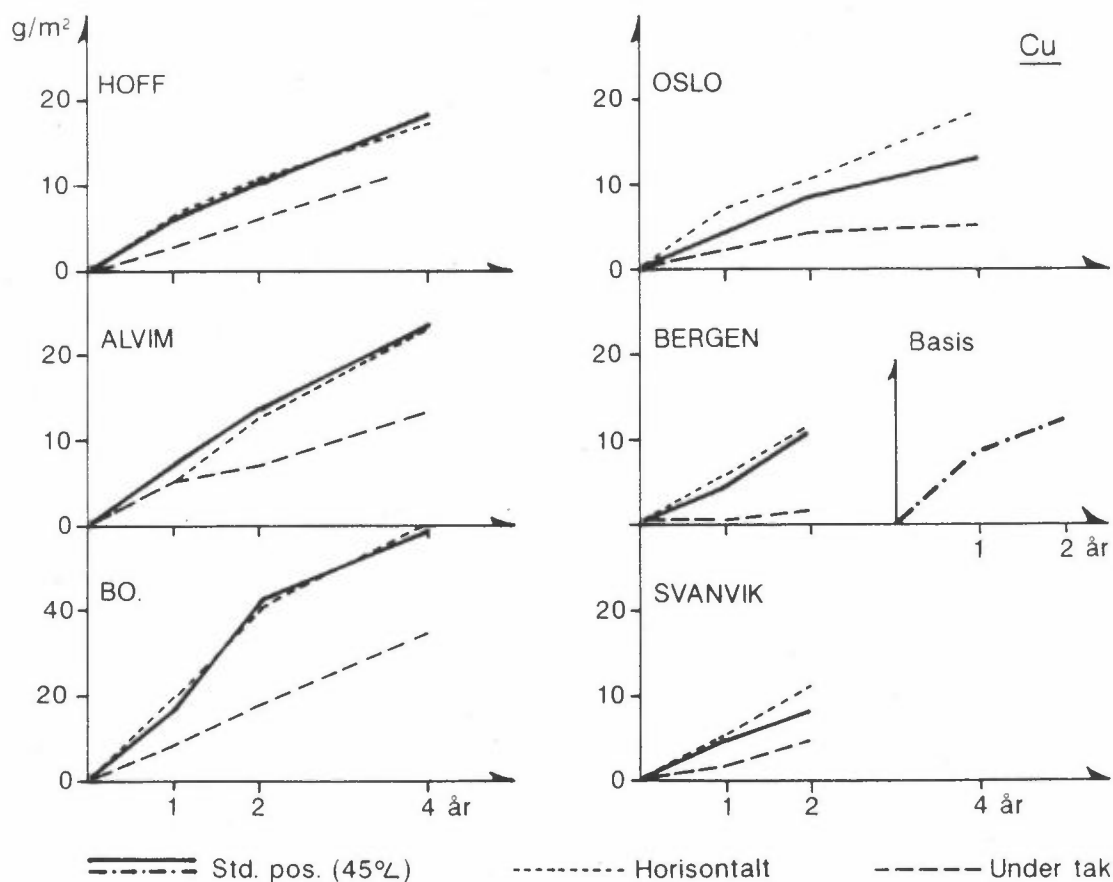 g/m²
HOFF
20
10
0
OSLO
Cu
20
10
0
ALVIM
20
10
0
BERGEN
Basis
20
10
0
1 2 år
BO.
40
20
0
1 2 4 år
SVANVIK
20
10
0
1 2 4 år
Std. pos. (45°∠) Horisontalt Under tak